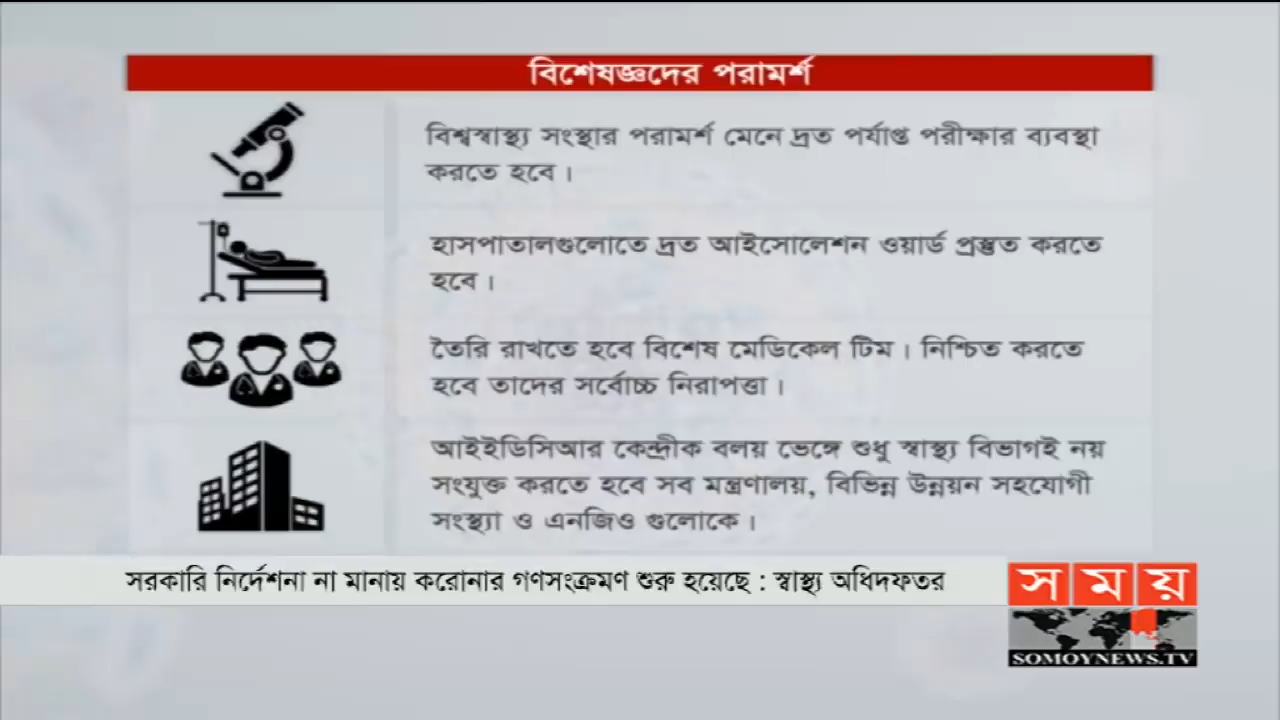 বিশেষজ্ঞদের পরামর্শ
বিশ্বস্বাস্থ্য সংস্থার পরামর্শ মেনে দ্রত পর্যাপ্ত পরীক্ষার ব্যবস্থা
করতে হবে।
হাসপাতালগুলোতে দ্রত আইসোলেশন ওয়ার্ড প্রস্তুত করতে
হবে।
তৈরি রাখতে হবে বিশেষ মেডিকেল টিম। নিশ্চিত করতে
হবে তাদের সর্বোচ্চ নিরাপত্তা।
আইইডিসিআর কেন্দ্রীক বলয় ভেঙ্গে শুধু স্বাস্থ্য বিভাগই নয়
সংযুক্ত করতে হবে সব মন্ত্রণালয়, বিভিন্ন উন্নয়ন সহযোগী
সংস্থ্যা ও এনজিও গুলোকে।
সরকারি নির্দেশনা না মানায় করোনার গণসংক্রমণ শুরু হয়েছে : স্বাস্থ্য অধিদফতর
সময়
SOMOYNEWS.TV